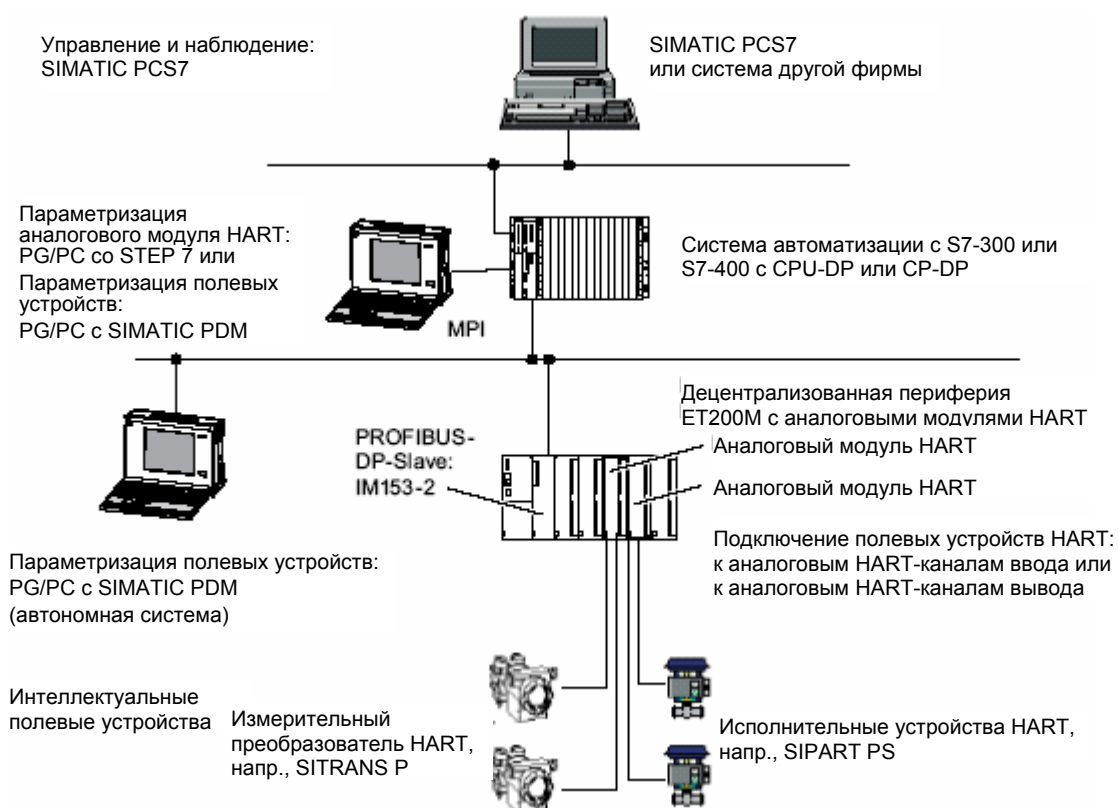 Управление и наблюдение:
SIMATIC PCS7
SIMATIC PCS7
или система другой фирмы
Параметризация
аналогового модуля HART:
PG/PC со STEP 7 или
Параметризация полевых
устройств:
PG/PC с SIMATIC PDM
MPI
Система автоматизации с S7-300 или
S7-400 с CPU-DP или CP-DP
Децентрализованная периферия
ET200M с аналоговыми модулями HART
Аналоговый модуль HART
Аналоговый модуль HART
PROFIBUS-
DP-Slave:
IM153-2
Подключение полевых устройств HART:
к аналоговым HART-каналам ввода или
к аналоговым HART-каналам вывода
Параметризация полевых устройств:
PG/PC с SIMATIC PDM
(автономная система)
Интеллектуальные
полевые устройства
Измерительный
преобразователь HART,
напр., SITRANS P
Исполнительные устройства HART,
напр., SIPART PS